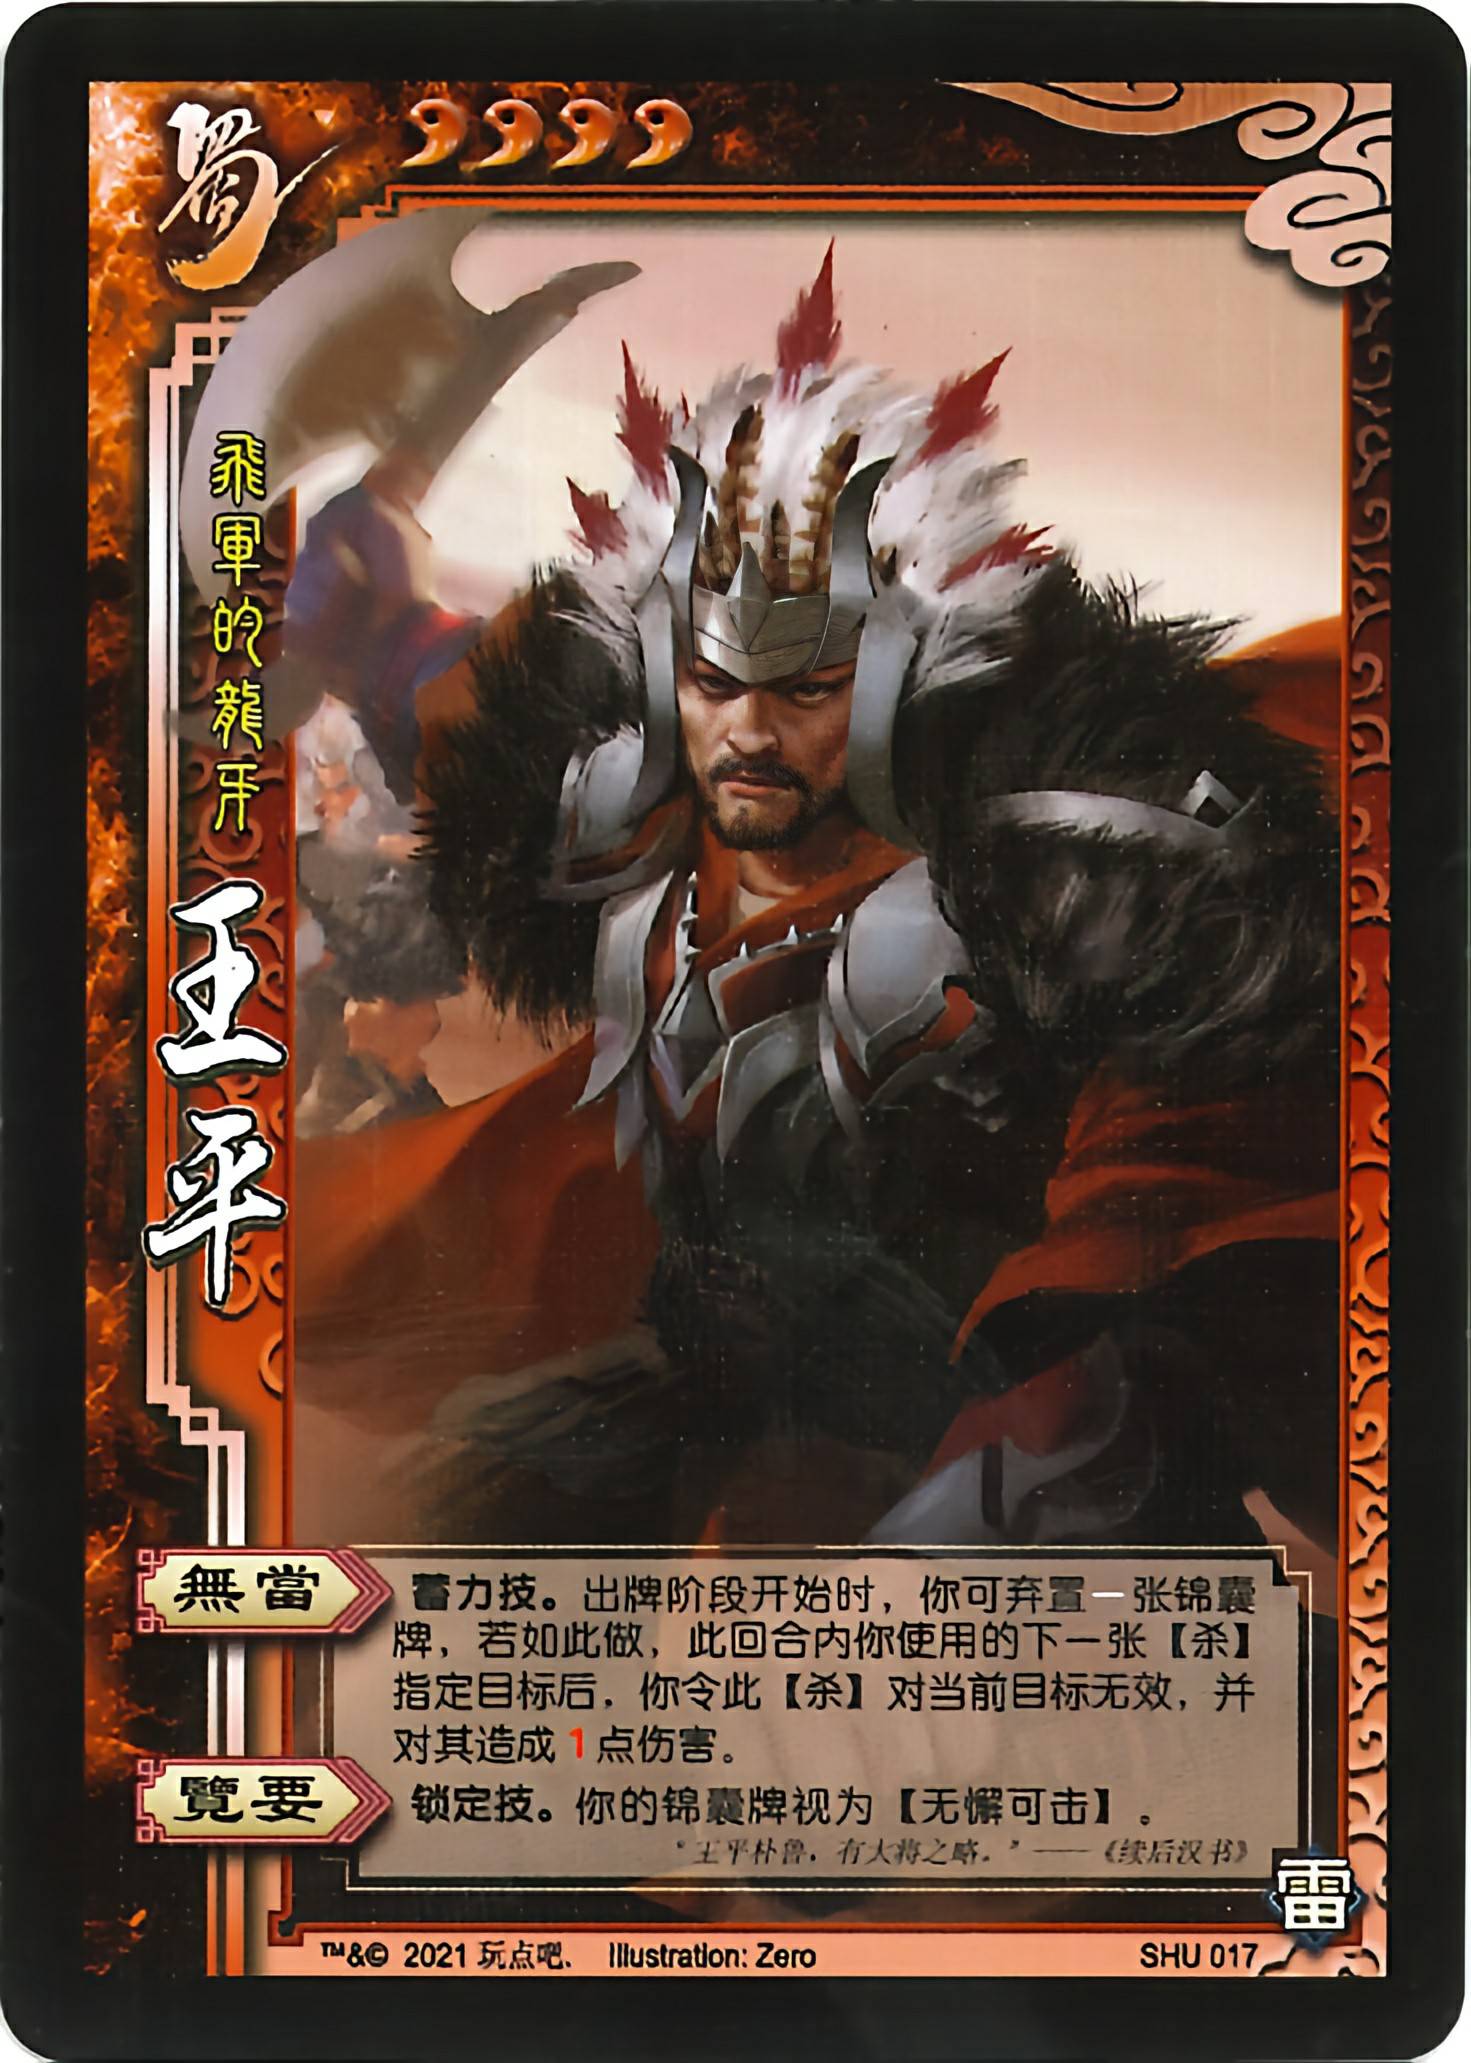 蜀
飛軍的龍牙
王平
無當
蓄力技。出牌阶段开始时，你可弃置一张锦囊
牌，若如此做，此回合内你使用的下一张【杀】
指定目标后，你令此【杀】对当前目标无效，并
对其造成1点伤害。
覽要
锁定技。你的锦囊牌视为【无懈可击】。
“王平朴鲁，有大将之略。”——《续后汉书》
雷
™&© 2021 玩点吧. Illustration: Zero
SHU 017